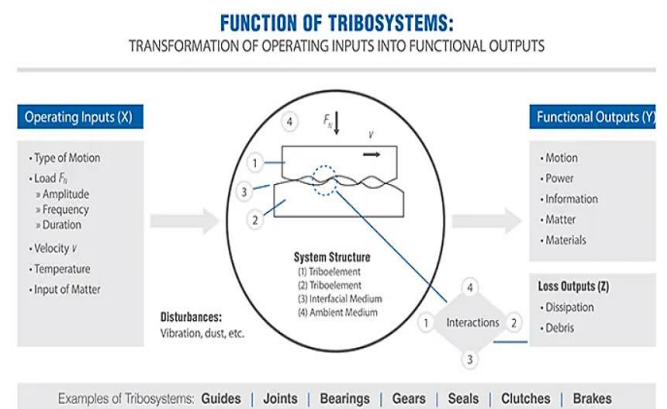 FUNCTION OF TRIBOSYSTEMS:
TRANSFORMATION OF OPERATING INPUTS INTO FUNCTIONAL OUTPUTS
Operating Inputs (X)
• Type of Motion
• Load FN
» Amplitude
» Frequency
» Duration
• Velocity V
• Temperature
• Input of Matter
4
FN
v
1
3
2
System Structure
(1) Triboelement
(2) Triboelement
(3) Interfacial Medium
(4) Ambient Medium
Disturbances:
Vibration, dust, etc.
Functional Outputs (Y)
• Motion
• Power
• Information
• Matter
• Materials
Loss Outputs (Z)
• Dissipation
• Debris
4
1
Interactions
2
3
Examples of Tribosystems: Guides | Joints | Bearings | Gears | Seals | Clutches | Brakes